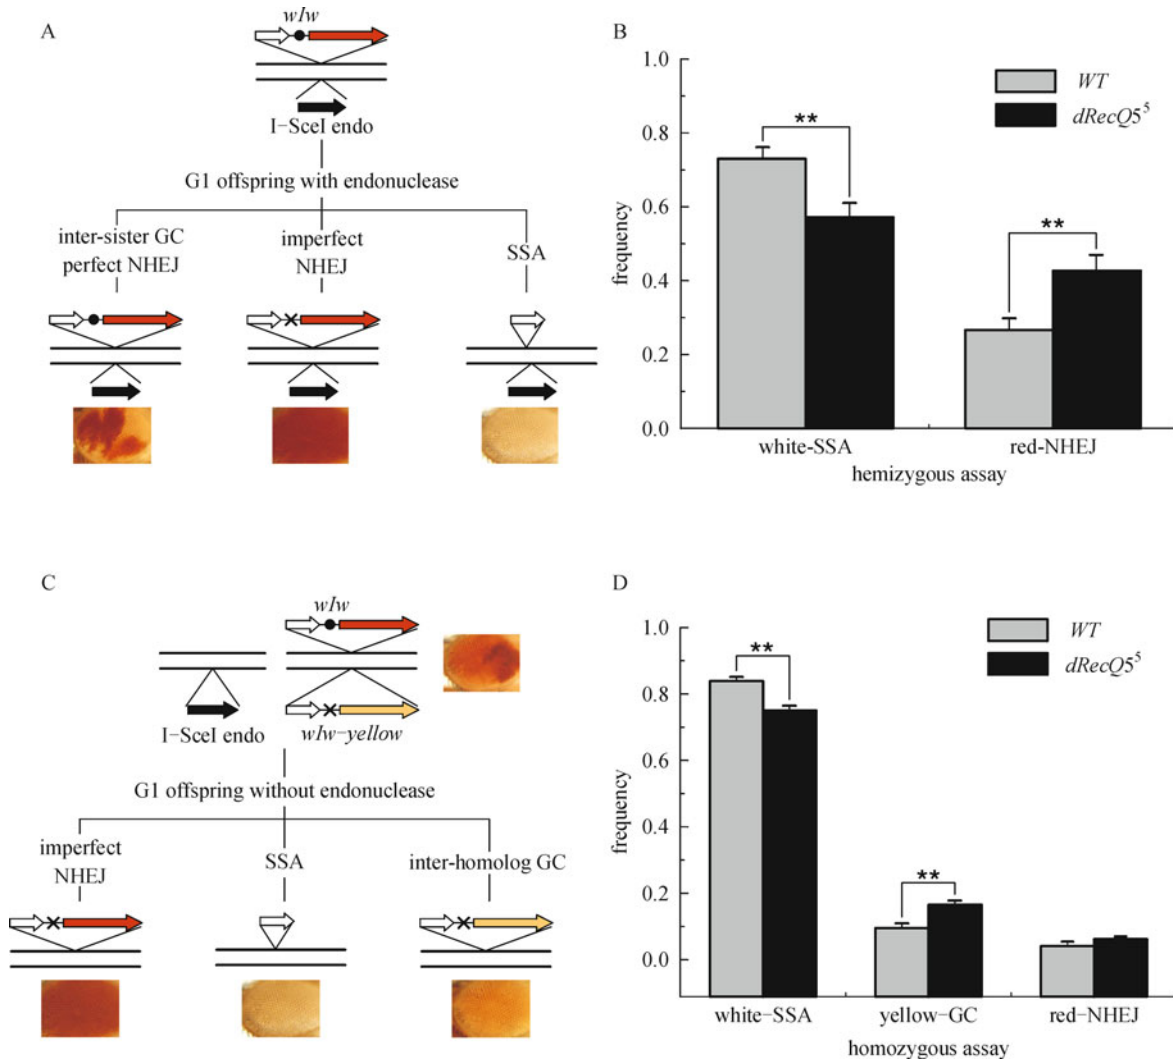 A
wIw
I-SceI endo
G1 offspring with endonuclease
inter-sister GC
perfect NHEJ
imperfect
NHEJ
SSA
B
1.0
0.8
0.6
0.4
0.2
0.0
frequency
WT
dRecQ5⁵
**
**
white-SSA
red-NHEJ
hemizygous assay
C
wIw
I-SceI endo
wIw-yellow
G1 offspring without endonuclease
imperfect
NHEJ
SSA
inter-homolog GC
D
1.0
0.8
0.6
0.4
0.2
0.0
frequency
WT
dRecQ5⁵
**
**
white-SSA
yellow-GC
red-NHEJ
homozygous assay